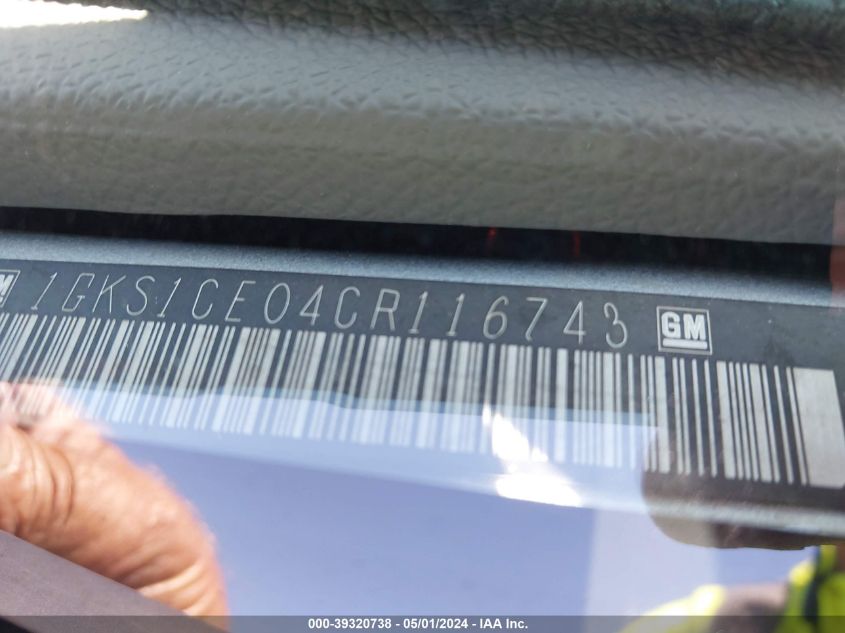 1GKS1CE04CR116743 GM
000-39320738 - 05/01/2024 - IAA Inc.